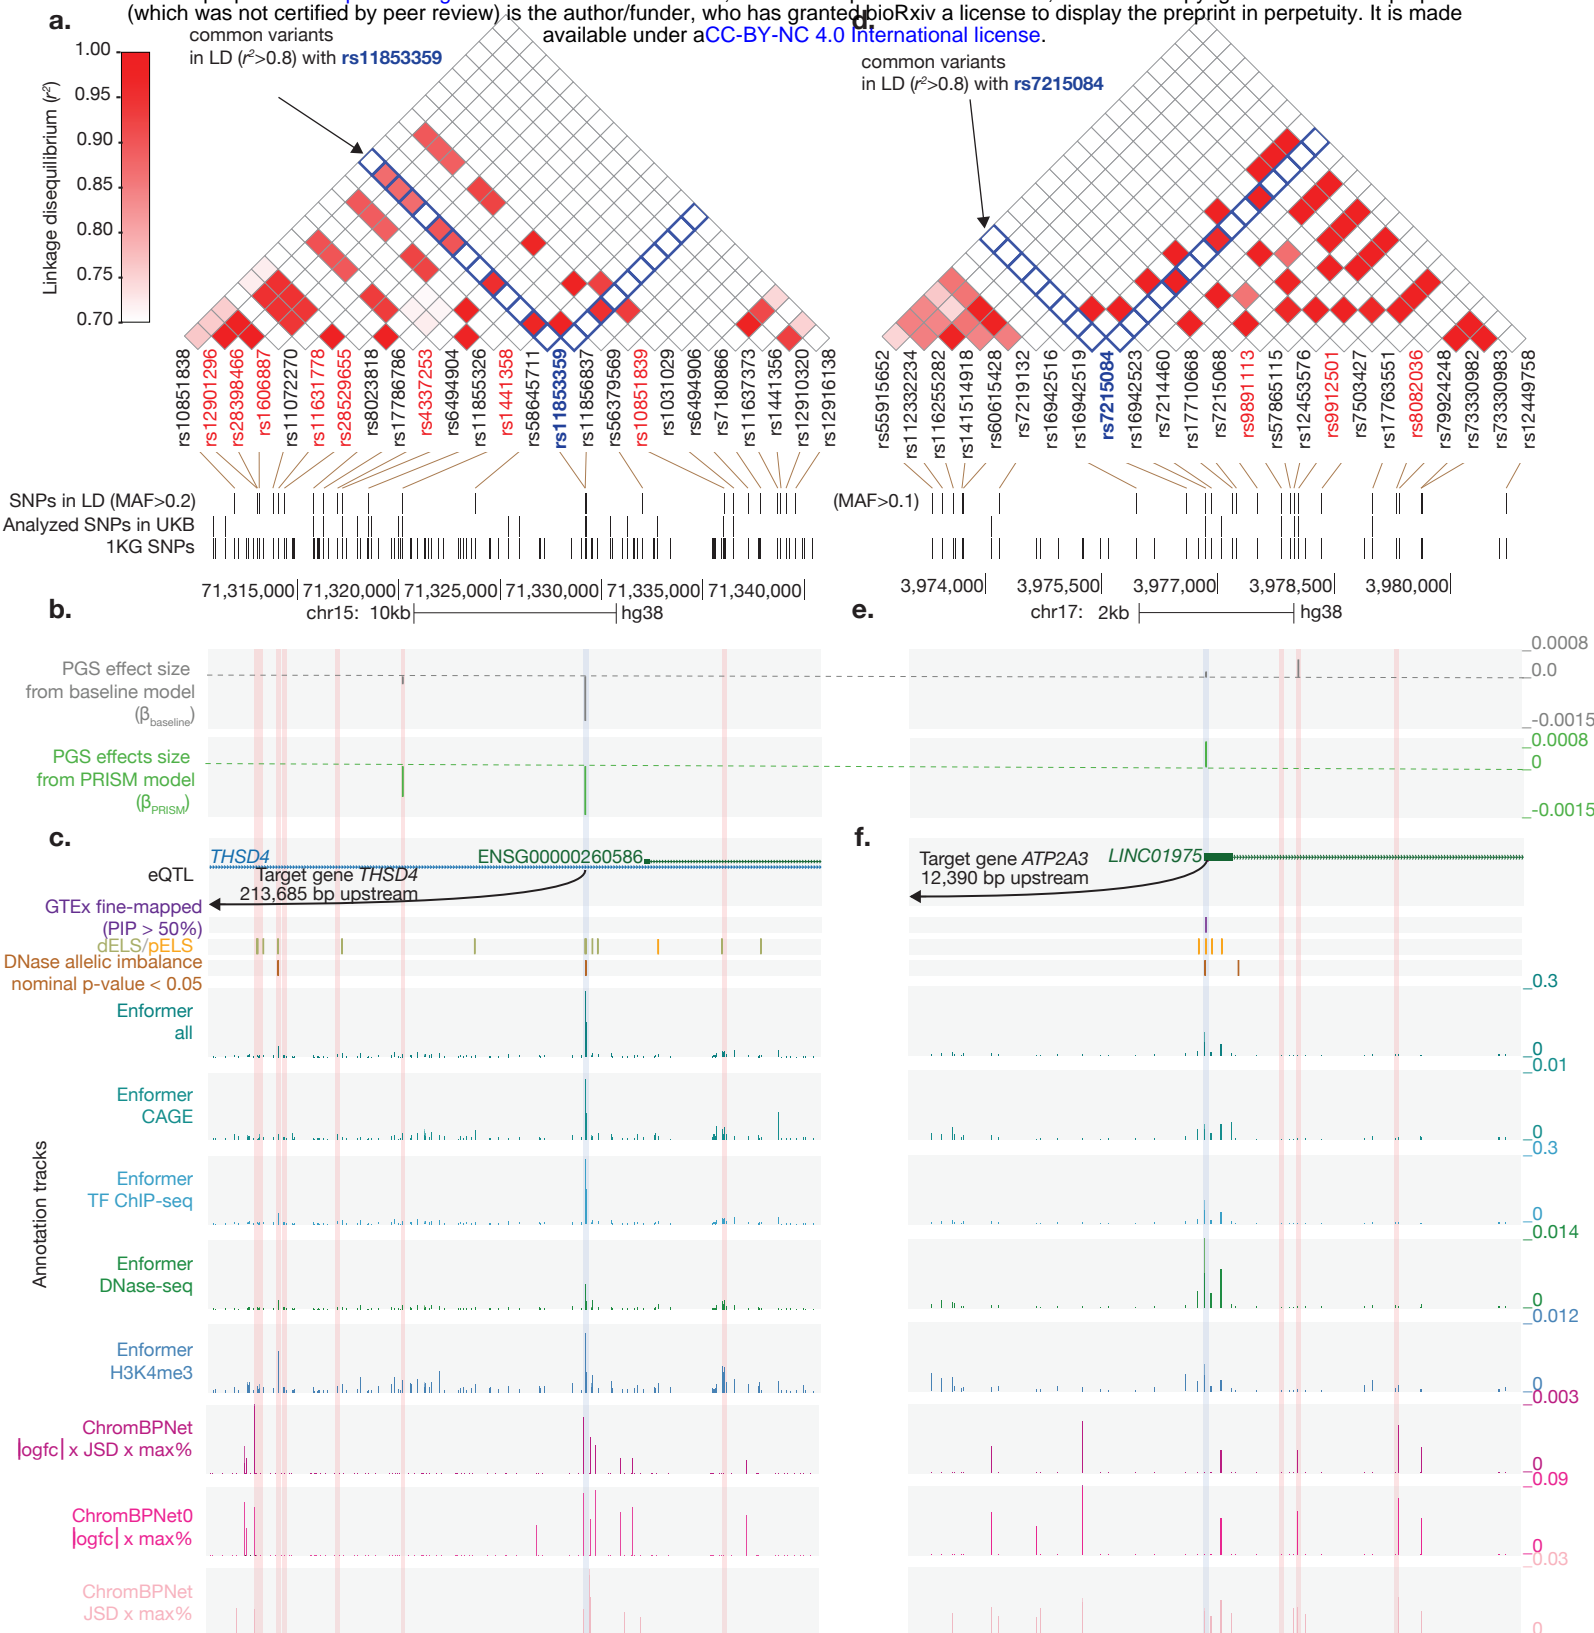 (which was not certified by peer review) is the author/funder, who has granted bioRxiv a license to display the preprint in perpetuity. It is made
available under aCC-BY-NC 4.0 International license.
a.
common variants
in LD (r²>0.8) with rs11853359
Linkage disequilibrium (r²)
1.00
0.95
0.90
0.85
0.80
0.75
0.70
rs10851838
rs12901296
rs28398466
rs1606887
rs11072270
rs11631778
rs28529655
rs8023818
rs17786786
rs4337253
rs6494904
rs11855326
rs1441358
rs58645711
rs11853359
rs11856837
rs56379569
rs10851839
rs1031029
rs6494906
rs7180866
rs11637373
rs1441356
rs12910320
rs12916138
SNPs in LD (MAF>0.2)
Analyzed SNPs in UKB
1KG SNPs
71,315,000
71,320,000
71,325,000
71,330,000
71,335,000
71,340,000
chr15: 10kb
hg38
d.
common variants
in LD (r²>0.8) with rs7215084
rs55915652
rs112332234
rs116255282
rs141514918
rs60615428
rs7219132
rs16942516
rs16942519
rs7215084
rs16942523
rs7214460
rs17710668
rs7215068
rs9891113
rs57865115
rs12453576
rs9912501
rs7503427
rs17763551
rs8082036
rs79924248
rs73330982
rs73330983
rs12449758
(MAF>0.1)
3,974,000
3,975,500
3,977,000
3,978,500
3,980,000
chr17: 2kb
hg38
b.
PGS effect size
from baseline model
(βbaseline)
PGS effects size
from PRISM model
(βPRISM)
e.
0.0008
0.0
-0.0015
0.0008
0
-0.0015
c.
THSD4
ENSG00000260586
eQTL
Target gene THSD4
213,685 bp upstream
GTEx fine-mapped
(PIP > 50%)
dELS/pELS
DNase allelic imbalance
nominal p-value < 0.05
Annotation tracks
Enformer
all
Enformer
CAGE
Enformer
TF ChIP-seq
Enformer
DNase-seq
Enformer
H3K4me3
ChromBPNet
|logfc| x JSD x max%
ChromBPNet0
|logfc| x max%
ChromBPNet
JSD x max%
f.
Target gene ATP2A3
12,390 bp upstream
LINC01975
0.3
0
0.01
0
0.3
0
0.014
0
0.012
0
0.003
0
0.09
0
0.03
0